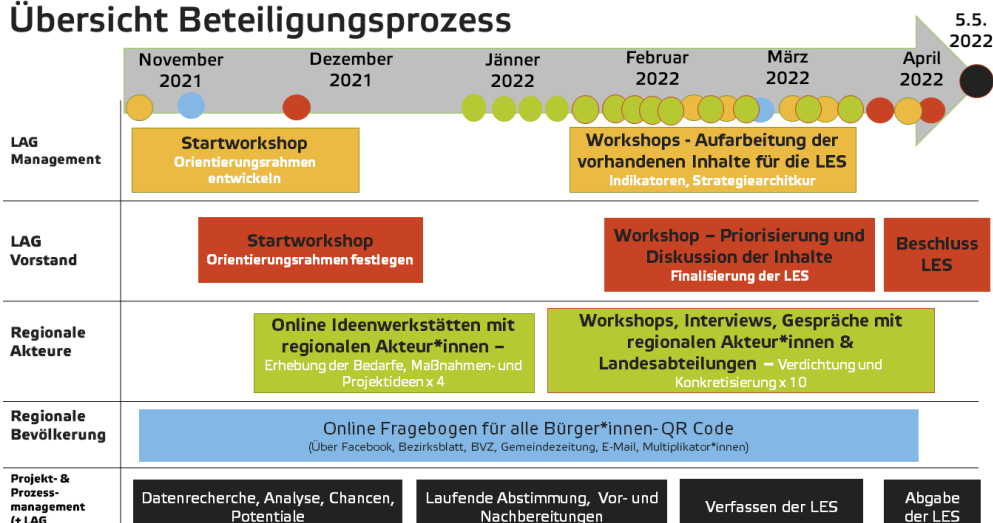 Übersicht Beteiligungsprozess
5.5.
2022
November
2021
Dezember
2021
Jänner
2022
Februar
2022
März
2022
April
2022
LAG
Management
Startworkshop
Orientierungsrahmen
entwickeln
Workshops - Aufarbeitung der
vorhandenen Inhalte für die LES
Indikatoren, Strategiearchitkur
LAG
Vorstand
Startworkshop
Orientierungsrahmen festlegen
Workshop – Priorisierung und
Diskussion der Inhalte
Finalisierung der LES
Beschluss
LES
Regionale
Akteure
Online Ideenwerkstätten mit
regionalen Akteur*innen –
Erhebung der Bedarfe, Maßnahmen- und
Projektideen x 4
Workshops, Interviews, Gespräche mit
regionalen Akteur*innen &
Landesabteilungen – Verdichtung und
Konkretisierung x 10
Regionale
Bevölkerung
Online Fragebogen für alle Bürger*innen- QR Code
(Über Facebook, Bezirksblatt, BVZ, Gemeindezeitung, E-Mail, Multiplikator*innen)
Projekt- &
Prozess-
management
(+ LAG
Datenrecherche, Analyse, Chancen,
Potentiale
Laufende Abstimmung, Vor- und
Nachbereitungen
Verfassen der LES
Abgabe
der LES